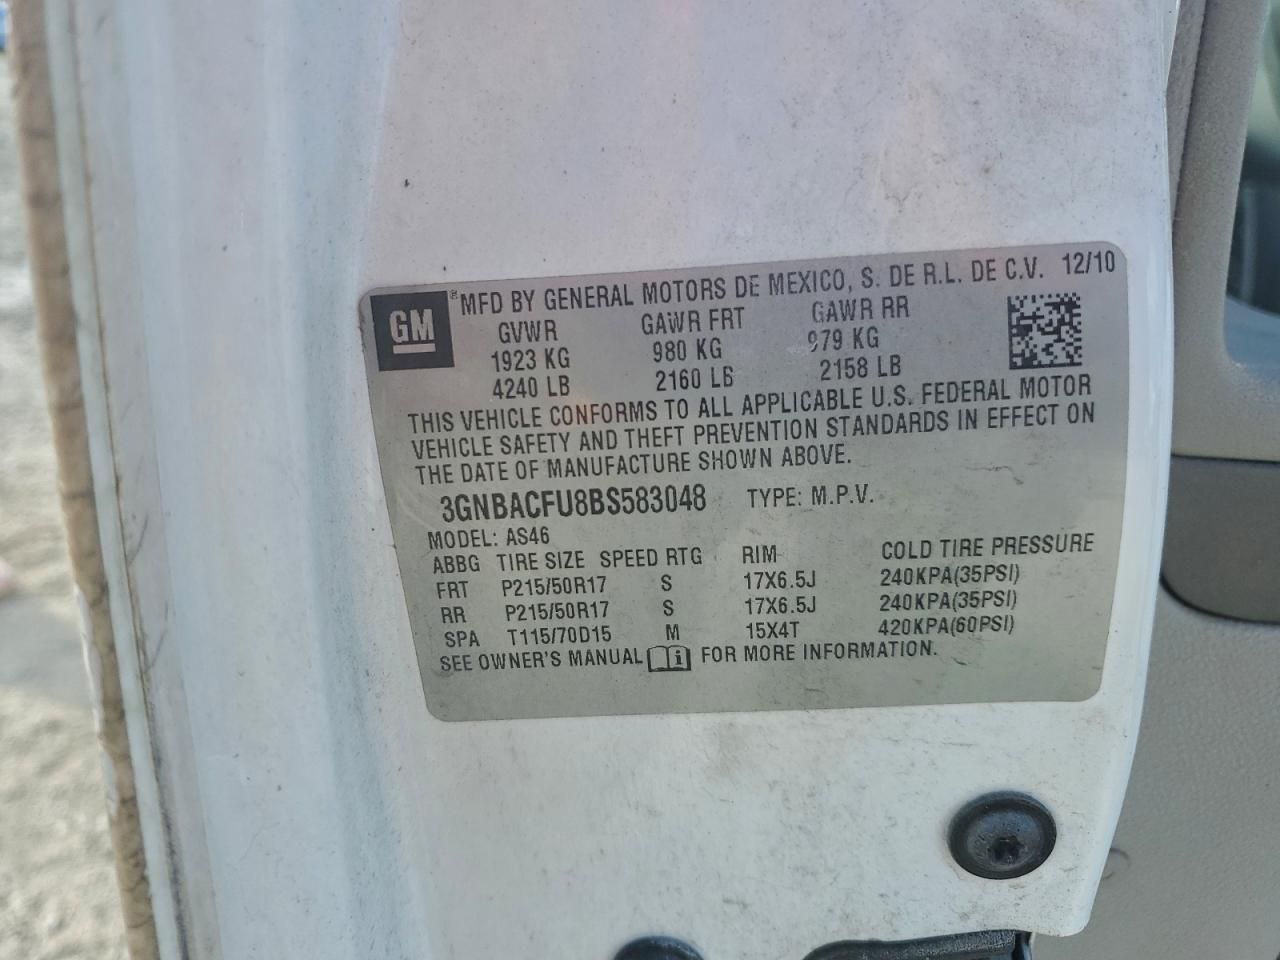 GM ® MFD BY GENERAL MOTORS DE MEXICO, S. DE R.L. DE C.V. 12/10
GVWR GAWR FRT GAWR RR
1923 KG 980 KG 979 KG
4240 LB 2160 LB 2158 LB
THIS VEHICLE CONFORMS TO ALL APPLICABLE U.S. FEDERAL MOTOR
VEHICLE SAFETY AND THEFT PREVENTION STANDARDS IN EFFECT ON
THE DATE OF MANUFACTURE SHOWN ABOVE.
3GNBACFU8BS583048 TYPE: M.P.V.
MODEL: AS46
ABBG TIRE SIZE SPEED RTG RIM COLD TIRE PRESSURE
FRT P215/50R17 S 17X6.5J 240KPA(35PSI)
RR P215/50R17 S 17X6.5J 240KPA(35PSI)
SPA T115/70D15 M 15X4T 420KPA(60PSI)
SEE OWNER'S MANUAL FOR MORE INFORMATION.